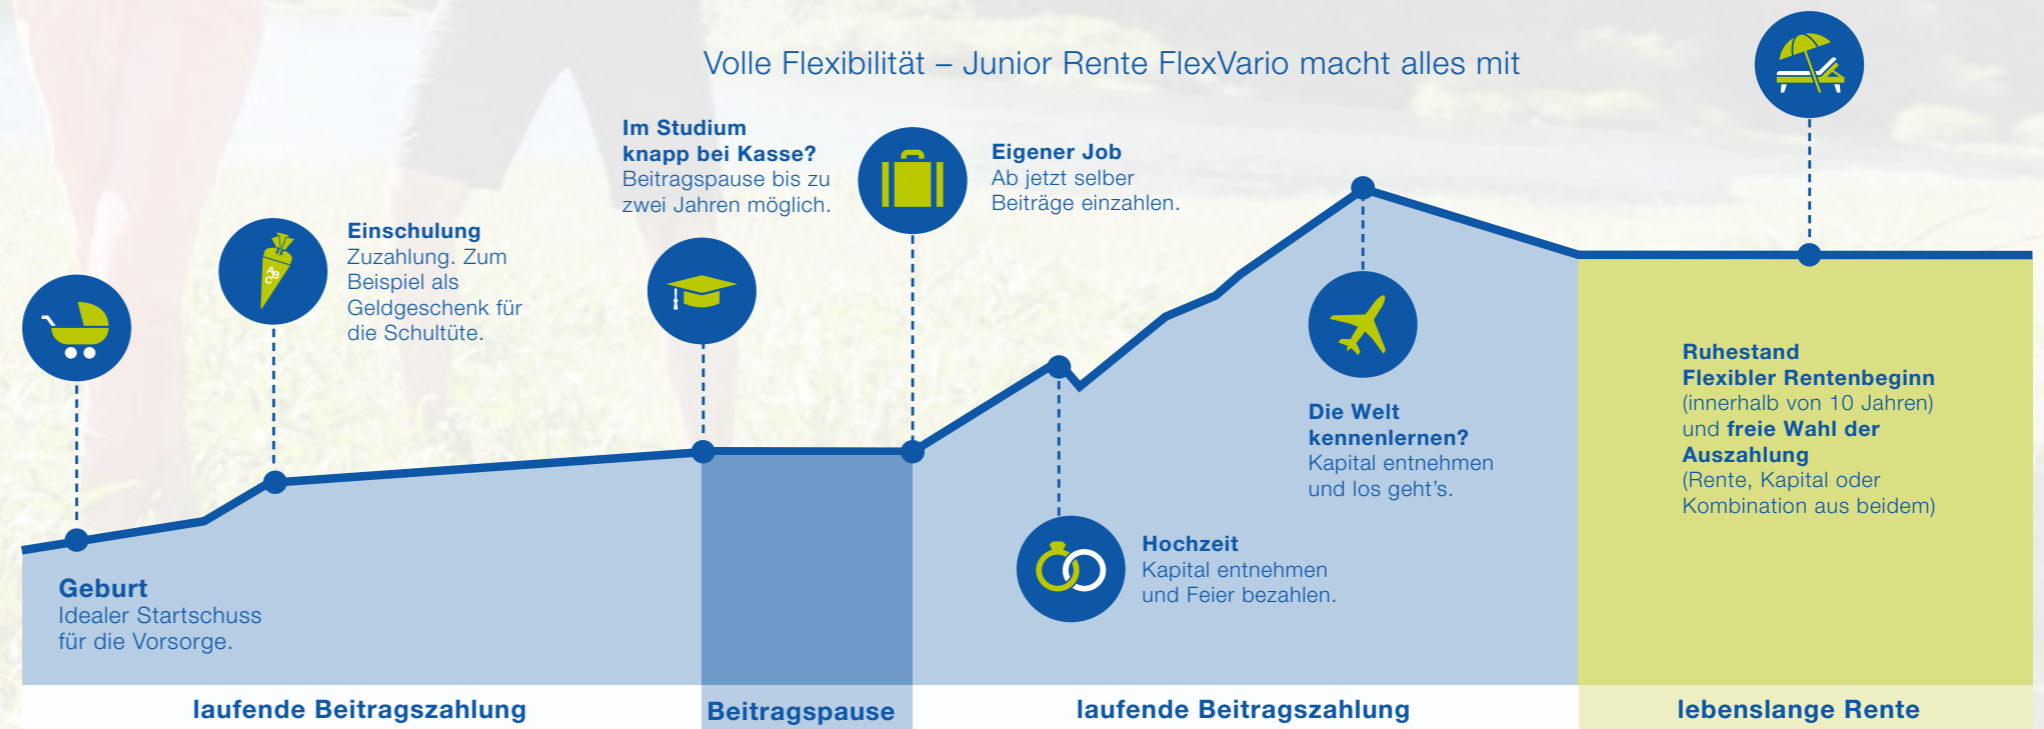 Volle Flexibilität – Junior Rente FlexVario macht alles mit
Geburt
Idealer Startschuss
für die Vorsorge.
ABC
Einschulung
Zuzahlung. Zum
Beispiel als
Geldgeschenk für
die Schultüte.
Im Studium
knapp bei Kasse?
Beitragspause bis zu
zwei Jahren möglich.
Eigener Job
Ab jetzt selber
Beiträge einzahlen.
Hochzeit
Kapital entnehmen
und Feier bezahlen.
Die Welt
kennenlernen?
Kapital entnehmen
und los geht’s.
Ruhestand
Flexibler Rentenbeginn
(innerhalb von 10 Jahren)
und freie Wahl der
Auszahlung
(Rente, Kapital oder
Kombination aus beidem)
laufende Beitragszahlung
Beitragspause
laufende Beitragszahlung
lebenslange Rente